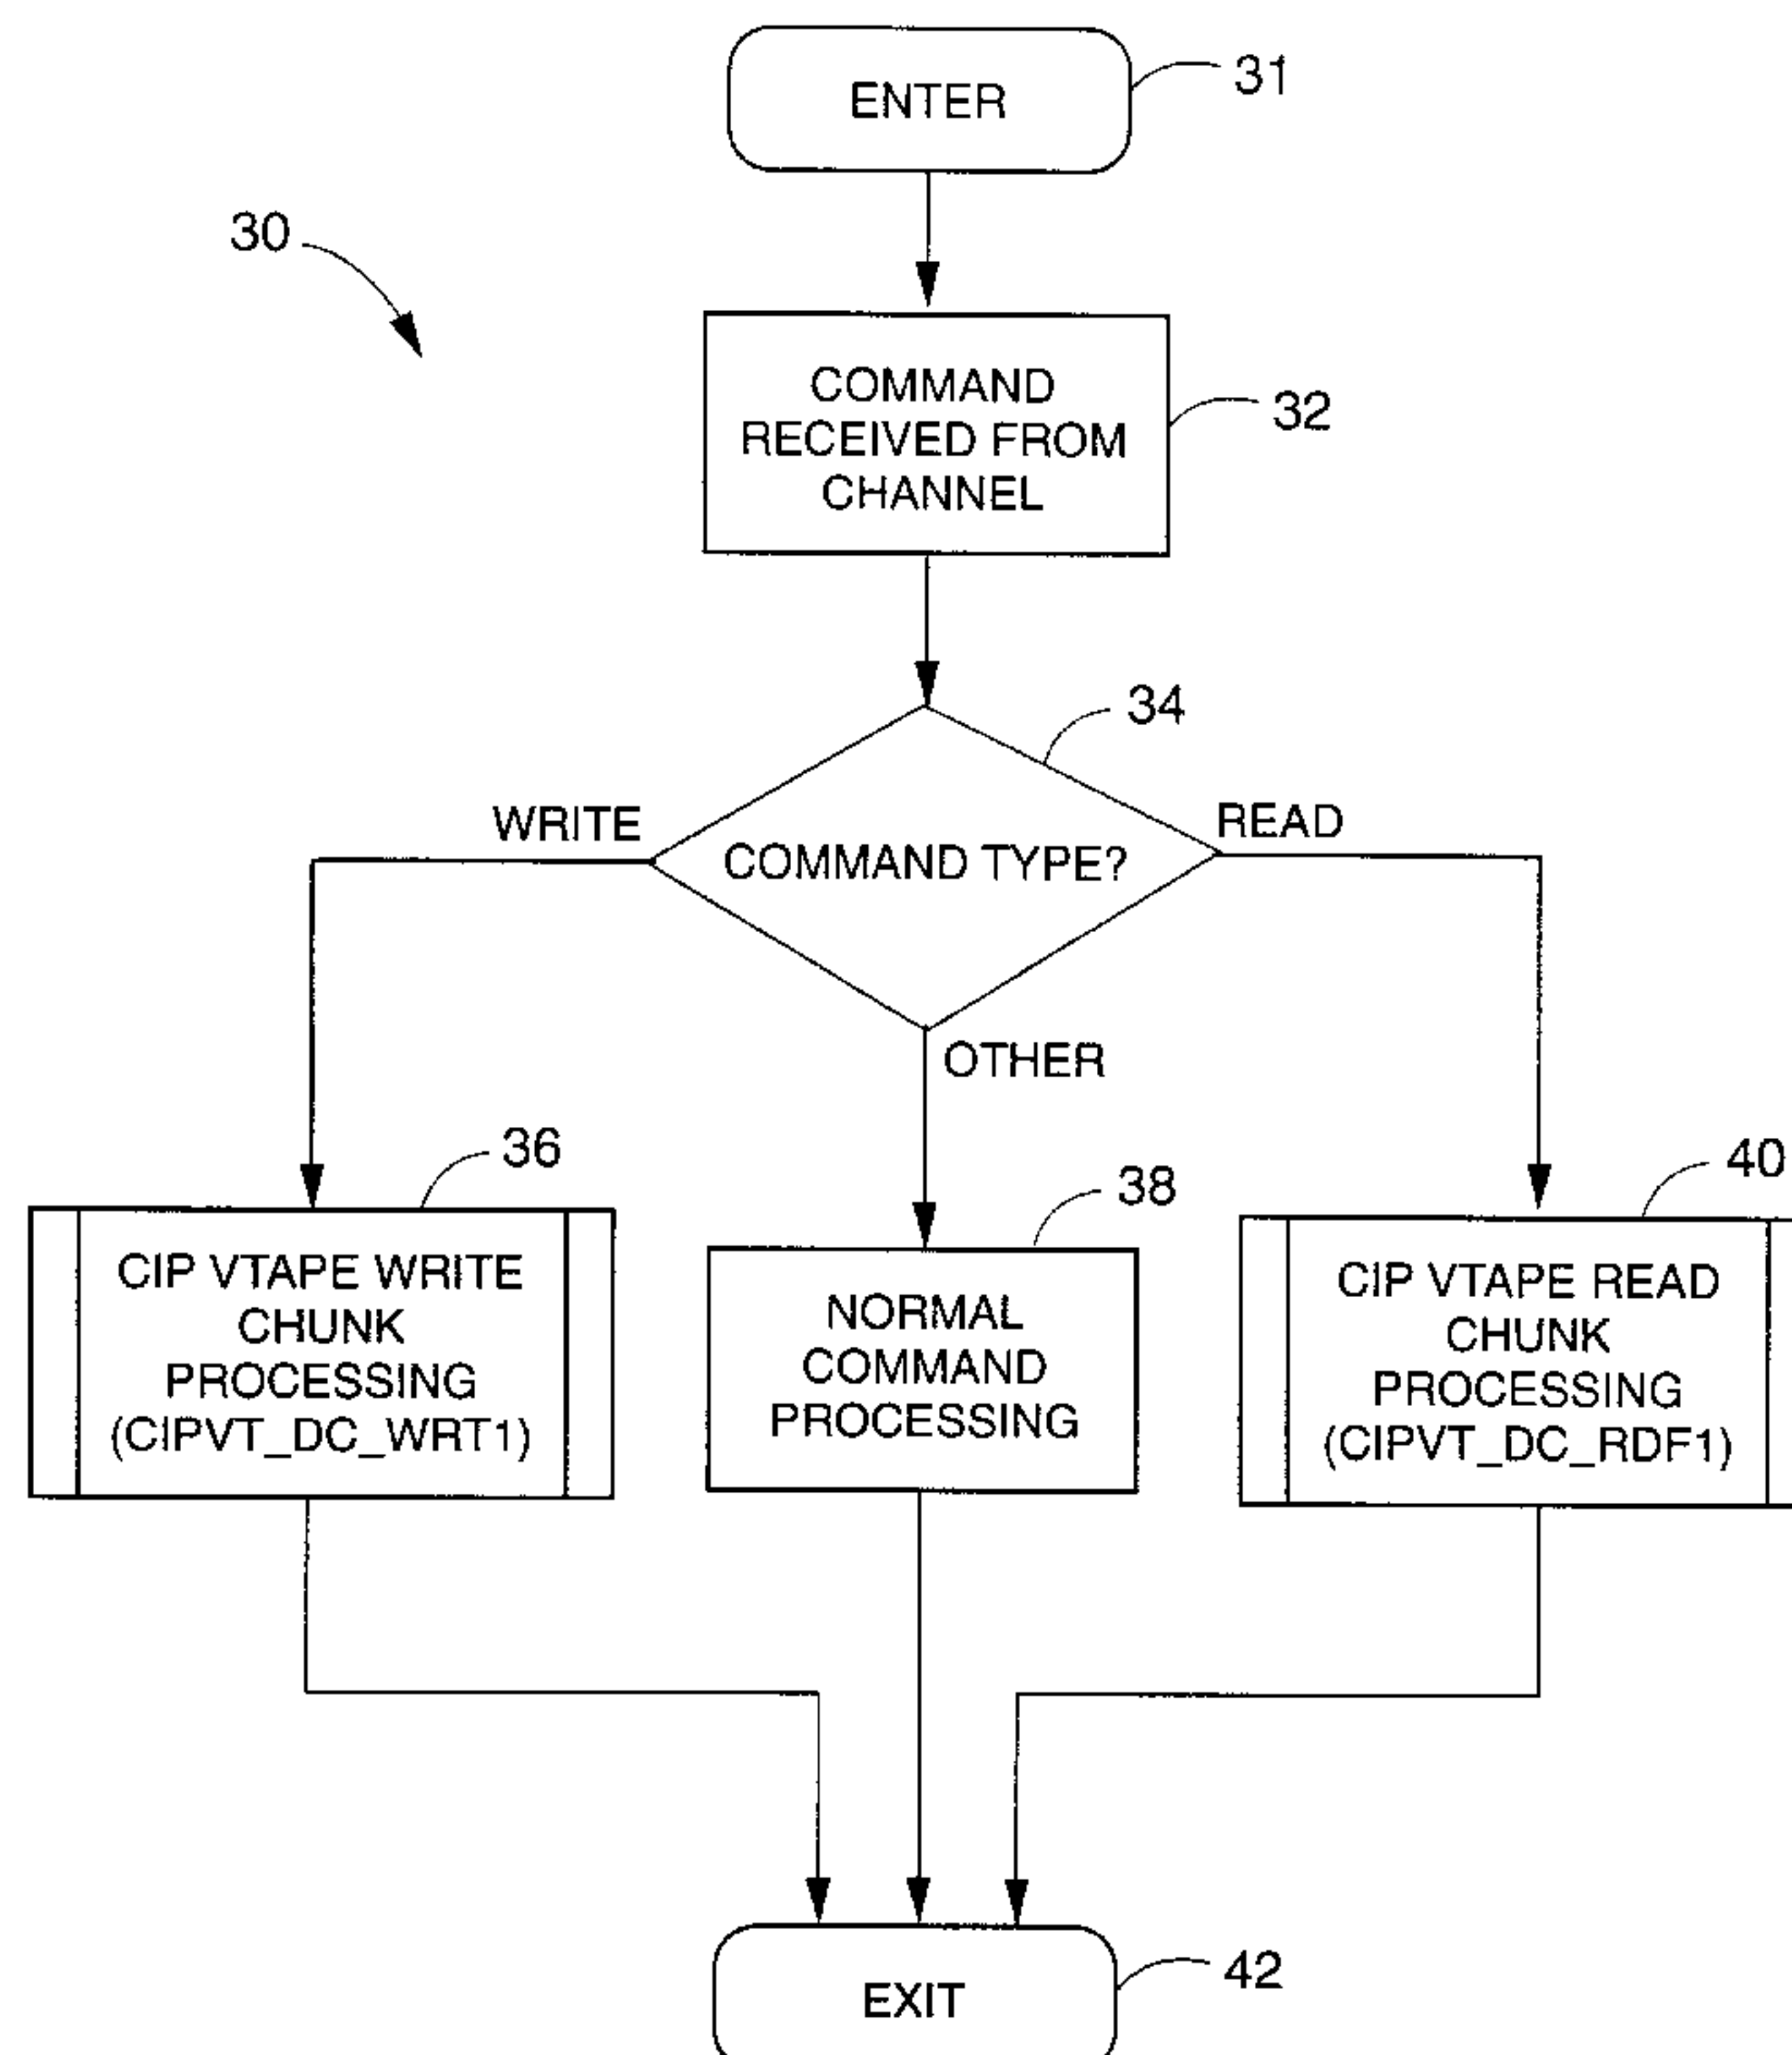 ENTER
31
30
COMMAND
RECEIVED FROM
CHANNEL
32
34
WRITE
COMMAND TYPE?
READ
OTHER
36
CIP VTAPE WRITE
CHUNK
PROCESSING
(CIPVT_DC_WRT1)
38
NORMAL
COMMAND
PROCESSING
40
CIP VTAPE READ
CHUNK
PROCESSING
(CIPVT_DC_RDF1)
EXIT
42